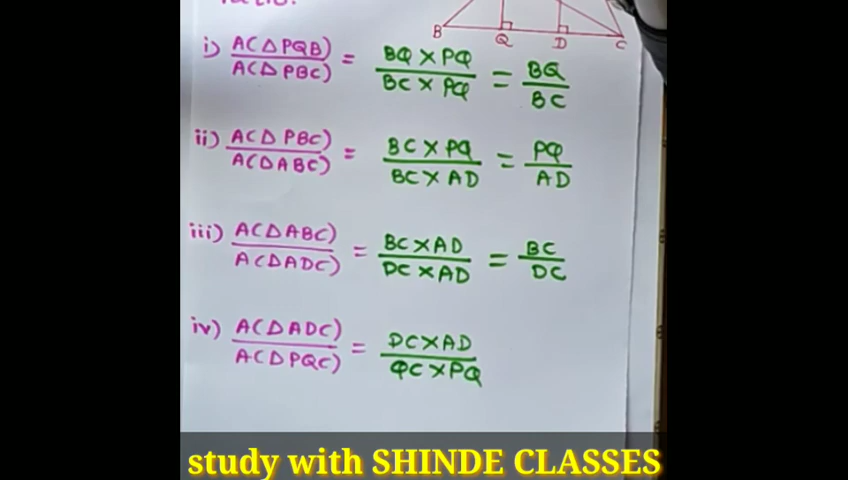 B Q D C
i) A(△PQB) / A(△PBC) = BQ × PQ / BC × PQ = BQ / BC
ii) A(△PBC) / A(△ABC) = BC × PQ / BC × AD = PQ / AD
iii) A(△ABC) / A(△ADC) = BC × AD / DC × AD = BC / DC
iv) A(△ADC) / A(△PQC) = DC × AD / QC × PQ
study with SHINDE CLASSES